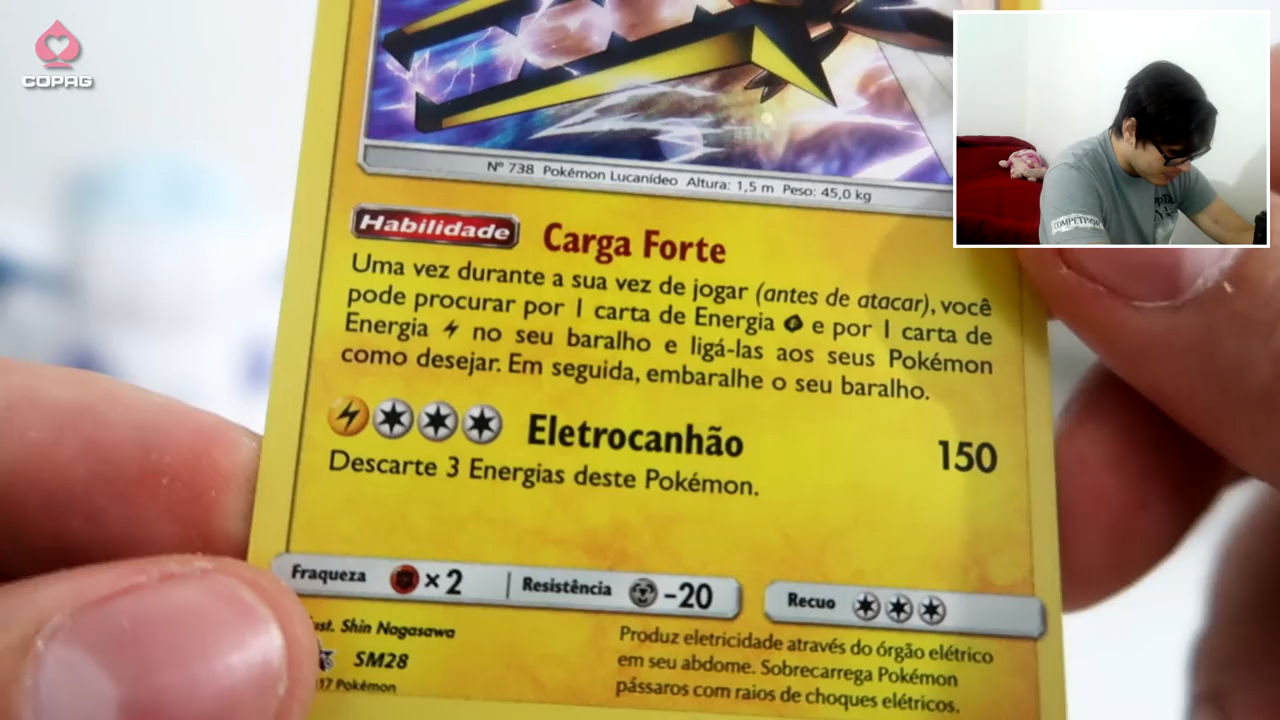 COPAG
Nº 738 Pokémon Lucanídeo Altura: 1,5 m Peso: 45,0 kg
Habilidade Carga Forte
Uma vez durante a sua vez de jogar (antes de atacar), você
pode procurar por 1 carta de Energia e por 1 carta de
Energia no seu baralho e ligá-las aos seus Pokémon
como desejar. Em seguida, embaralhe o seu baralho.
Eletrocanhão 150
Descarte 3 Energias deste Pokémon.
Fraqueza ×2 Resistência -20 Recuo
ust. Shin Nagasawa
SM28
17 Pokémon
Produz eletricidade através do órgão elétrico
em seu abdome. Sobrecarrega Pokémon
pássaros com raios de choques elétricos.